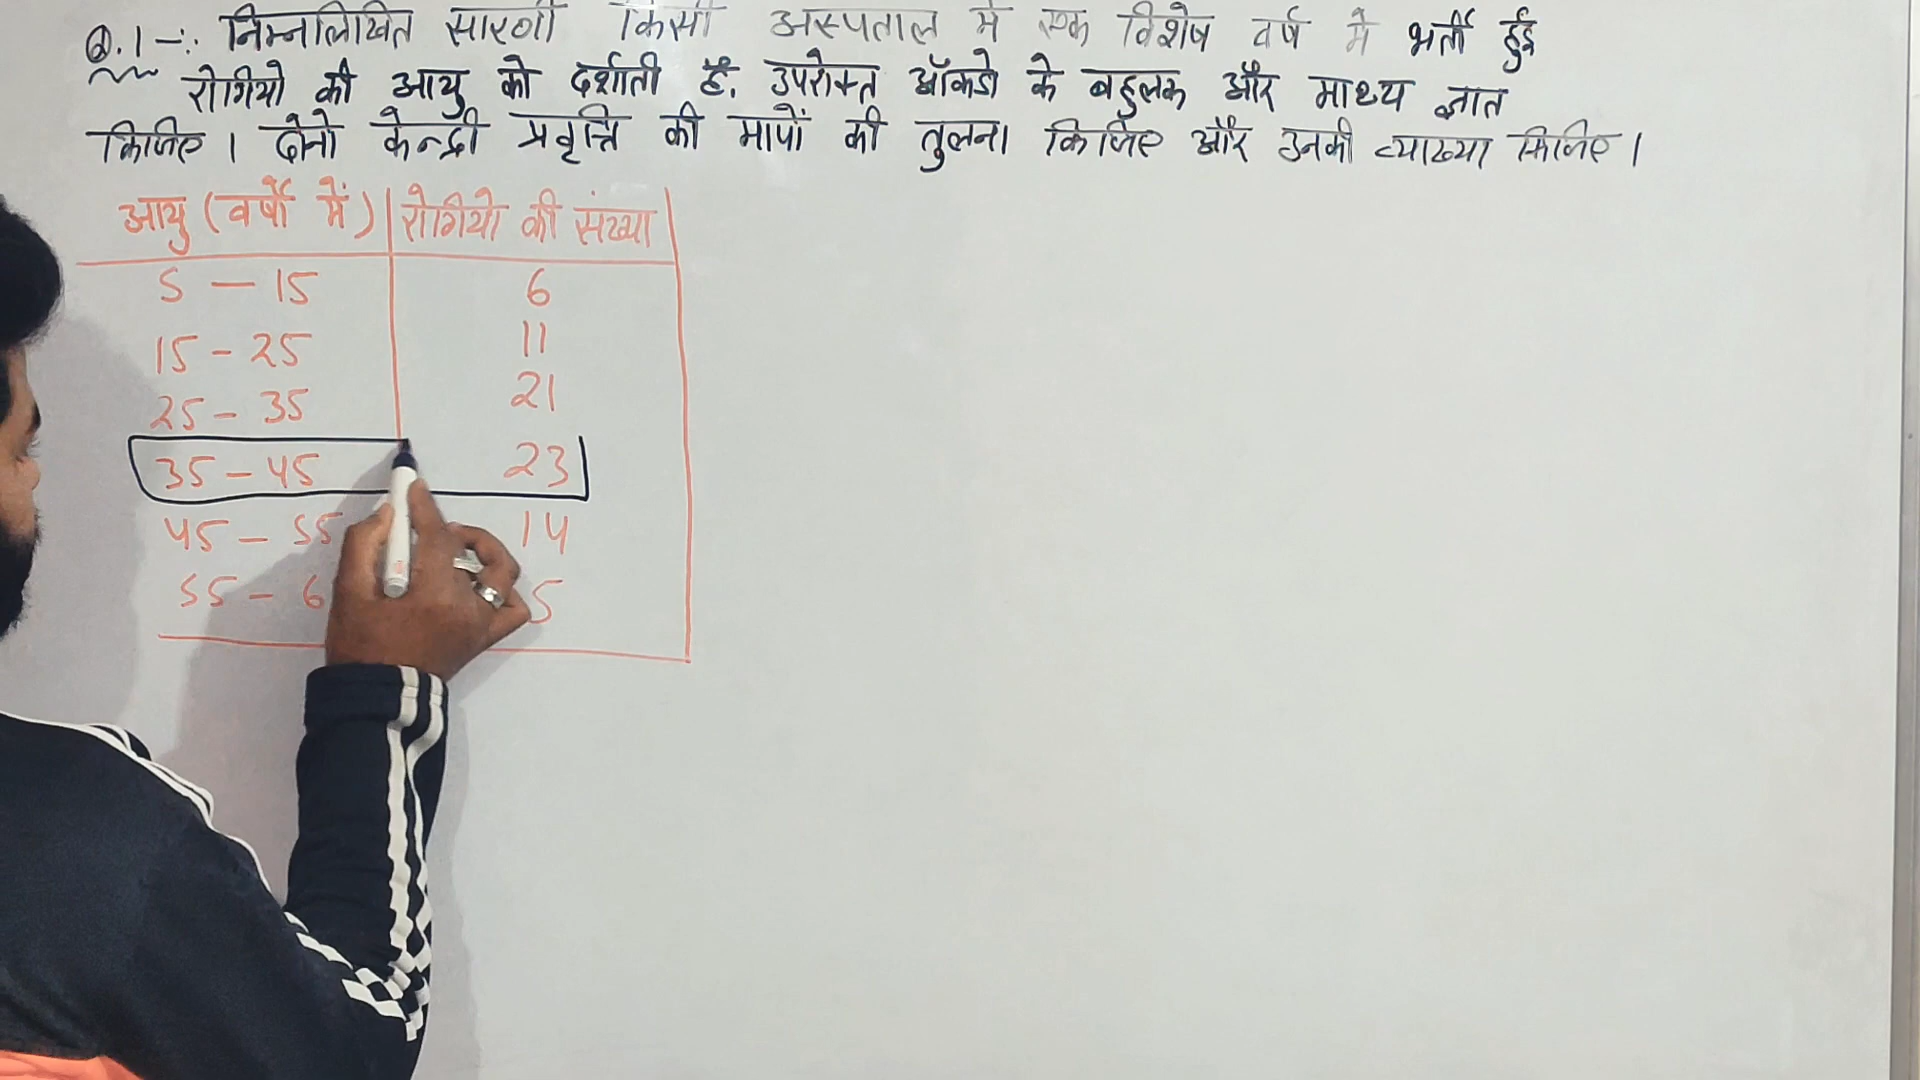 Q.1 -: निम्नलिखित सारणी किसी अस्पताल में एक विशेष वर्ष मे भर्ती हुई
रोगियो की आयु को दर्शाती है. उपरोक्त आँकडो के बहुलक और माध्य ज्ञात
किजिए । दोनो केन्द्री प्रवृत्ति की मापों की तुलना किजिए और उनकी व्याख्या किजिए ।
आयु (वर्षों में) रोगियो की संख्या
5 - 15 6
15 - 25 11
25 - 35 21
35 - 45 23
45 - 55 14
55 - 6 5